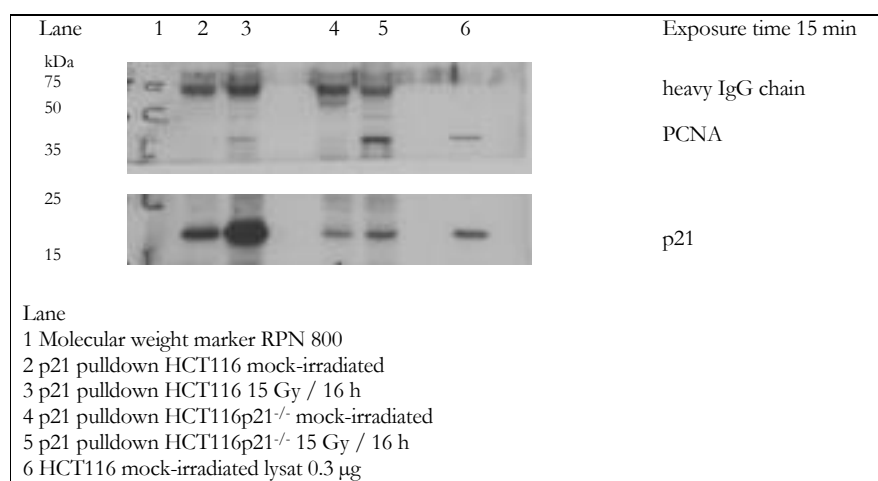 Lane 1 2 3 4 5 6 Exposure time 15 min
kDa
75 heavy IgG chain
50
PCNA
35
25
p21
15
Lane
1 Molecular weight marker RPN 800
2 p21 pulldown HCT116 mock-irradiated
3 p21 pulldown HCT116 15 Gy / 16 h
4 p21 pulldown HCT116p21-/- mock-irradiated
5 p21 pulldown HCT116p21-/- 15 Gy / 16 h
6 HCT116 mock-irradiated lysat 0.3 µg